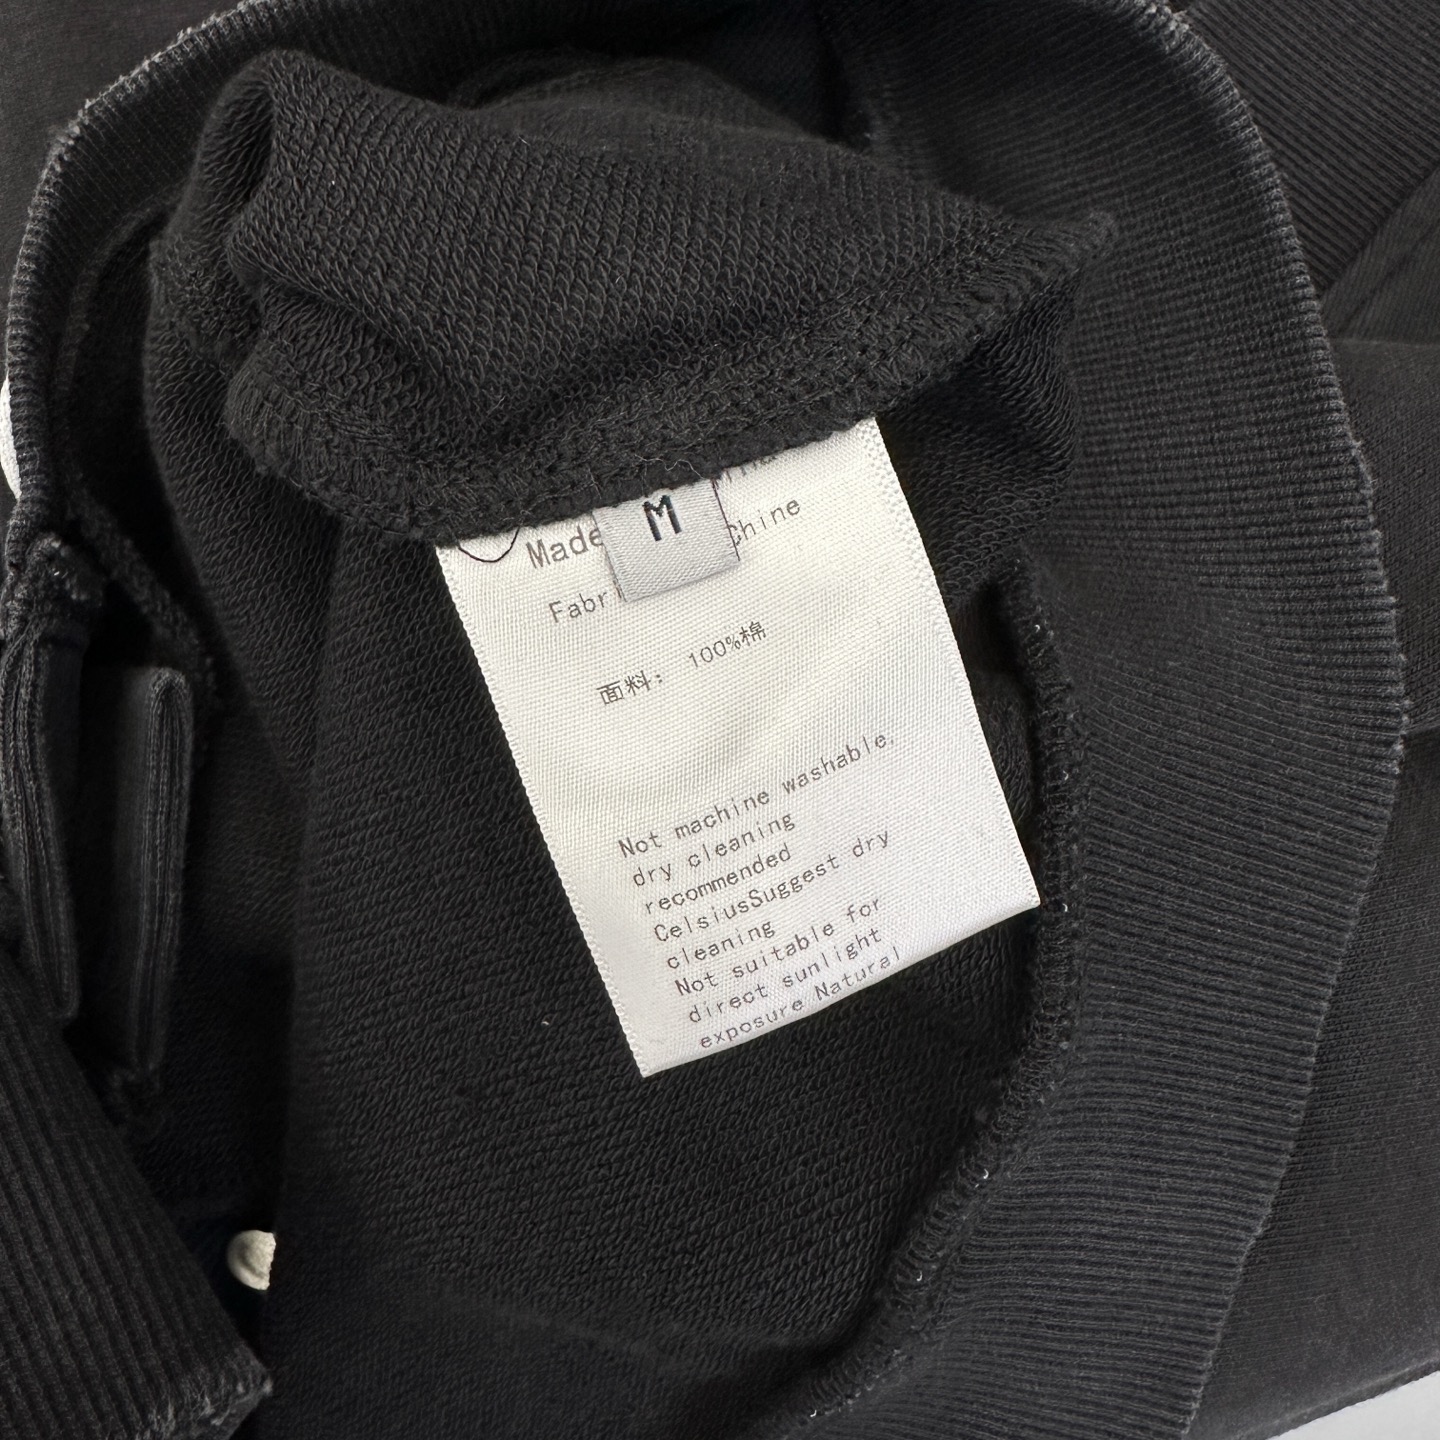 M
Made
chine
Fabr
面料: 100%棉
Not machine washable,
dry cleaning
recommended
CelsiusSuggest dry
cleaning
Not suitable for
direct sunlight
exposure Natural